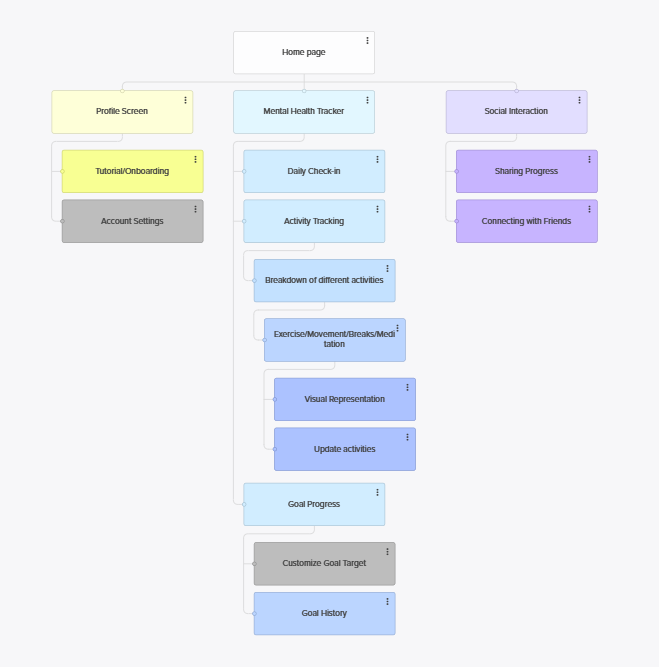 Home page
Profile Screen
Mental Health Tracker
Social Interaction
Tutorial/Onboarding
Daily Check-in
Sharing Progress
Account Settings
Activity Tracking
Connecting with Friends
Breakdown of different activities
Exercise/Movement/Breaks/Medi
tation
Visual Representation
Update activities
Goal Progress
Customize Goal Target
Goal History